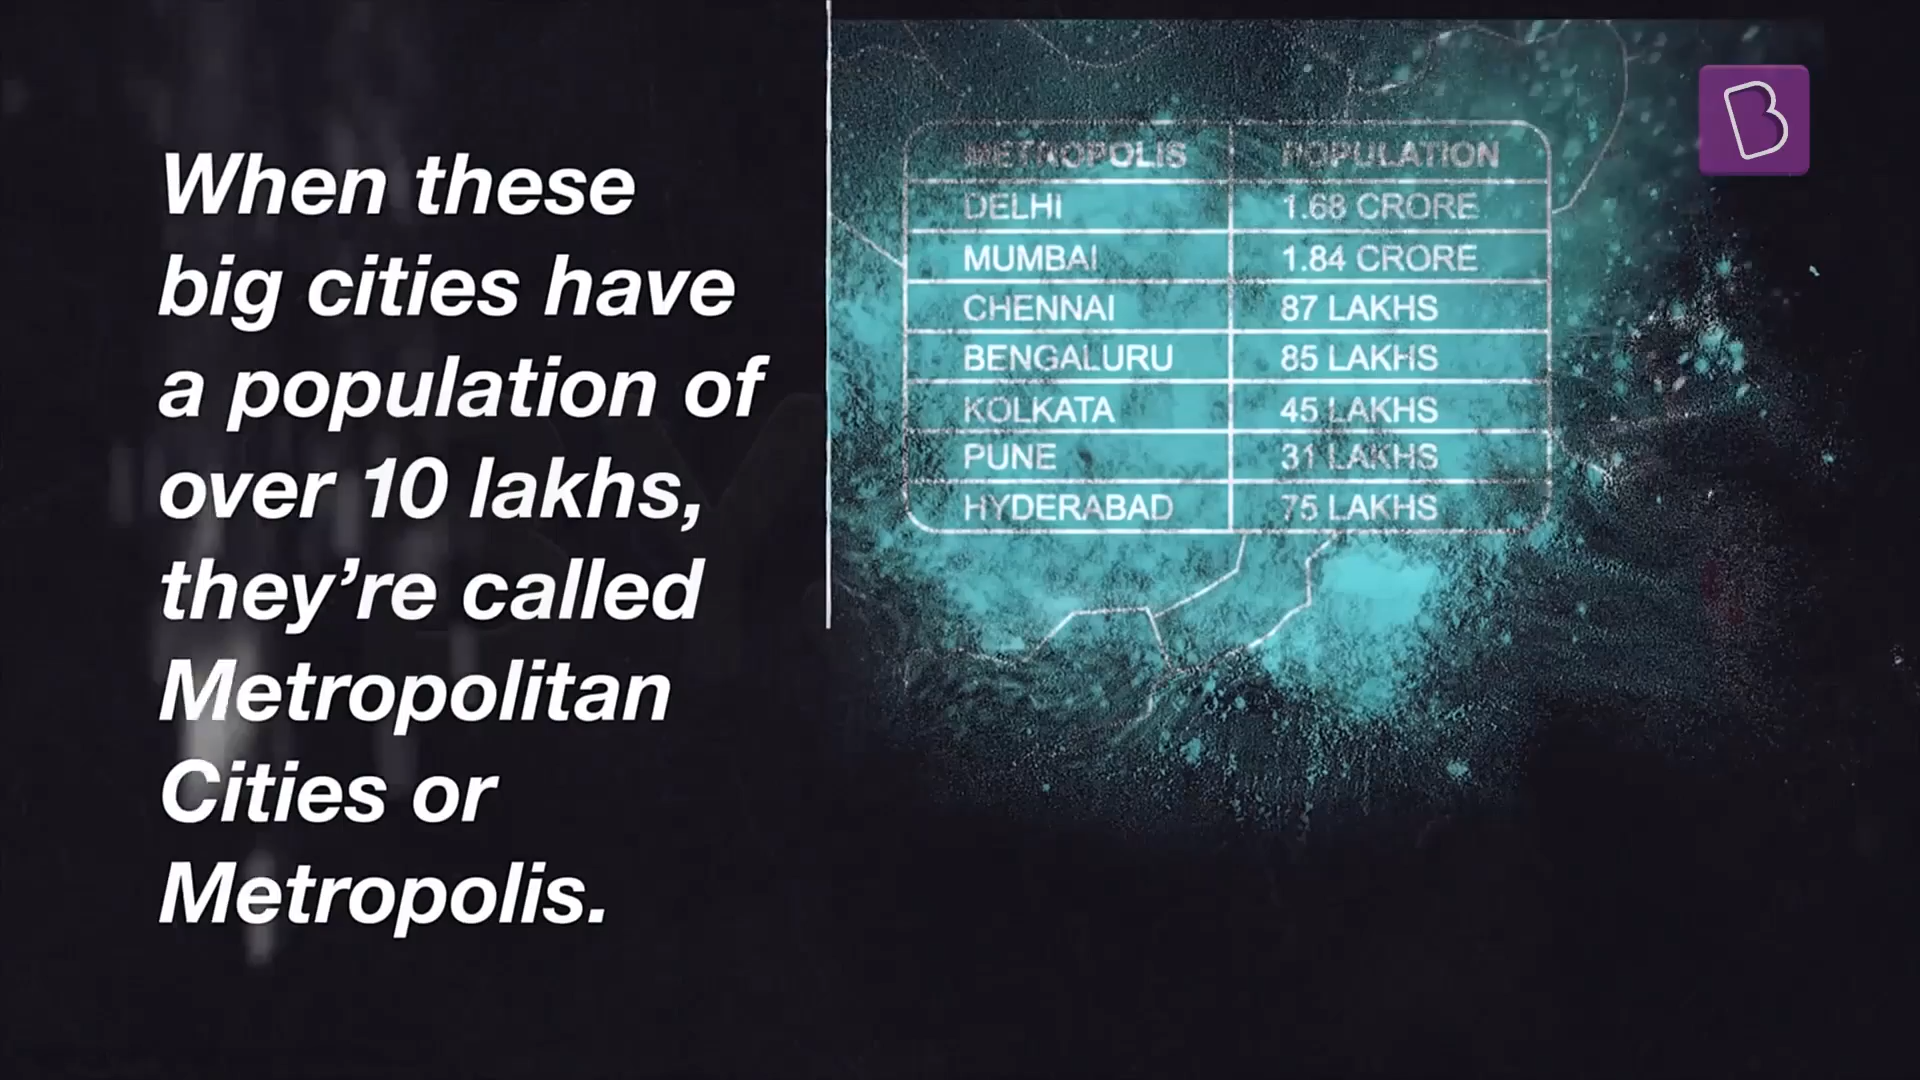 When these
big cities have
a population of
over 10 lakhs,
they’re called
Metropolitan
Cities or
Metropolis.
METROPOLIS POPULATION
DELHI 1.68 CRORE
MUMBAI 1.84 CRORE
CHENNAI 87 LAKHS
BENGALURU 85 LAKHS
KOLKATA 45 LAKHS
PUNE 31 LAKHS
HYDERABAD 75 LAKHS
B